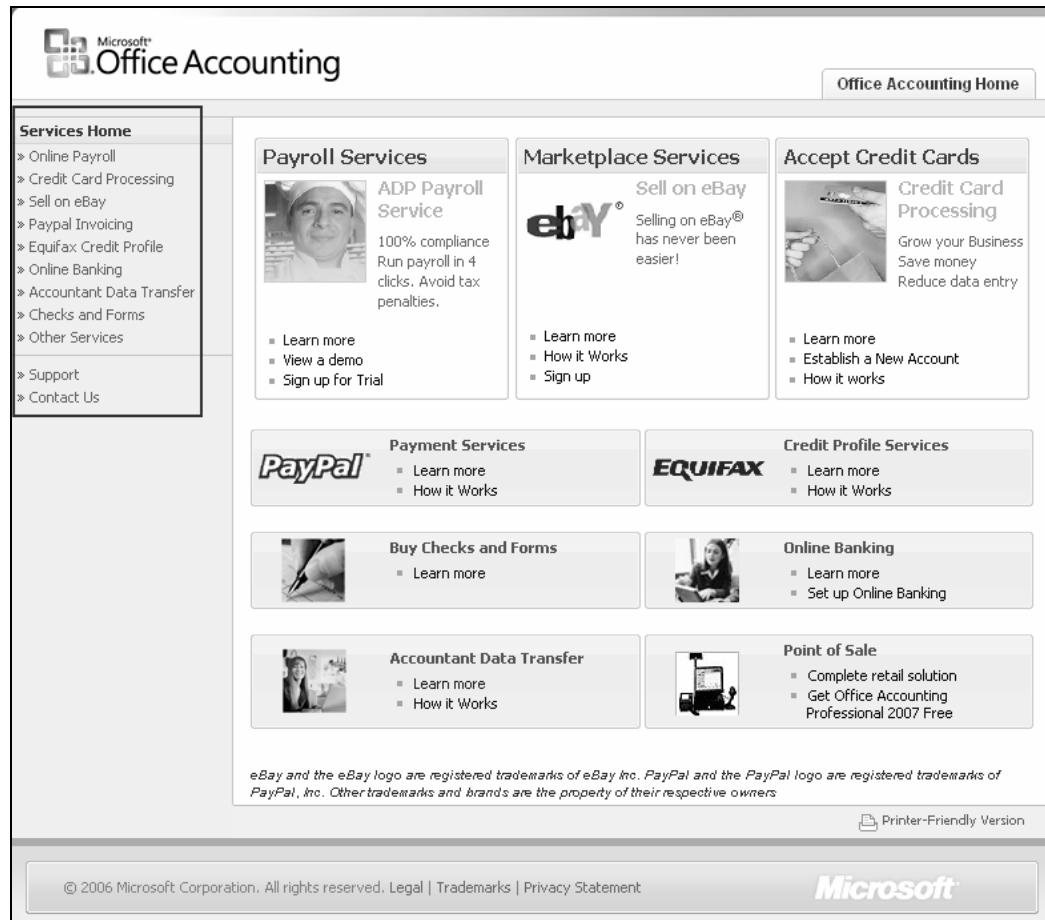 Microsoft®
Office Accounting
Office Accounting Home
Services Home
» Online Payroll
» Credit Card Processing
» Sell on eBay
» Paypal Invoicing
» Equifax Credit Profile
» Online Banking
» Accountant Data Transfer
» Checks and Forms
» Other Services
» Support
» Contact Us
Payroll Services
ADP Payroll
Service
100% compliance
Run payroll in 4
clicks. Avoid tax
penalties.
Learn more
View a demo
Sign up for Trial
Marketplace Services
ebaY®
Sell on eBay
Selling on eBay®
has never been
easier!
Learn more
How it Works
Sign up
Accept Credit Cards
Credit Card
Processing
Grow your Business
Save money
Reduce data entry
Learn more
Establish a New Account
How it works
PayPal
Payment Services
Learn more
How it Works
EQUIFAX
Credit Profile Services
Learn more
How it Works
Buy Checks and Forms
Learn more
Online Banking
Learn more
Set up Online Banking
Accountant Data Transfer
Learn more
How it Works
Point of Sale
Complete retail solution
Get Office Accounting
Professional 2007 Free
eBay and the eBay logo are registered trademarks of eBay Inc. PayPal and the PayPal logo are registered trademarks of
PayPal, Inc. Other trademarks and brands are the property of their respective owners
Printer-Friendly Version
© 2006 Microsoft Corporation. All rights reserved. Legal | Trademarks | Privacy Statement
Microsoft